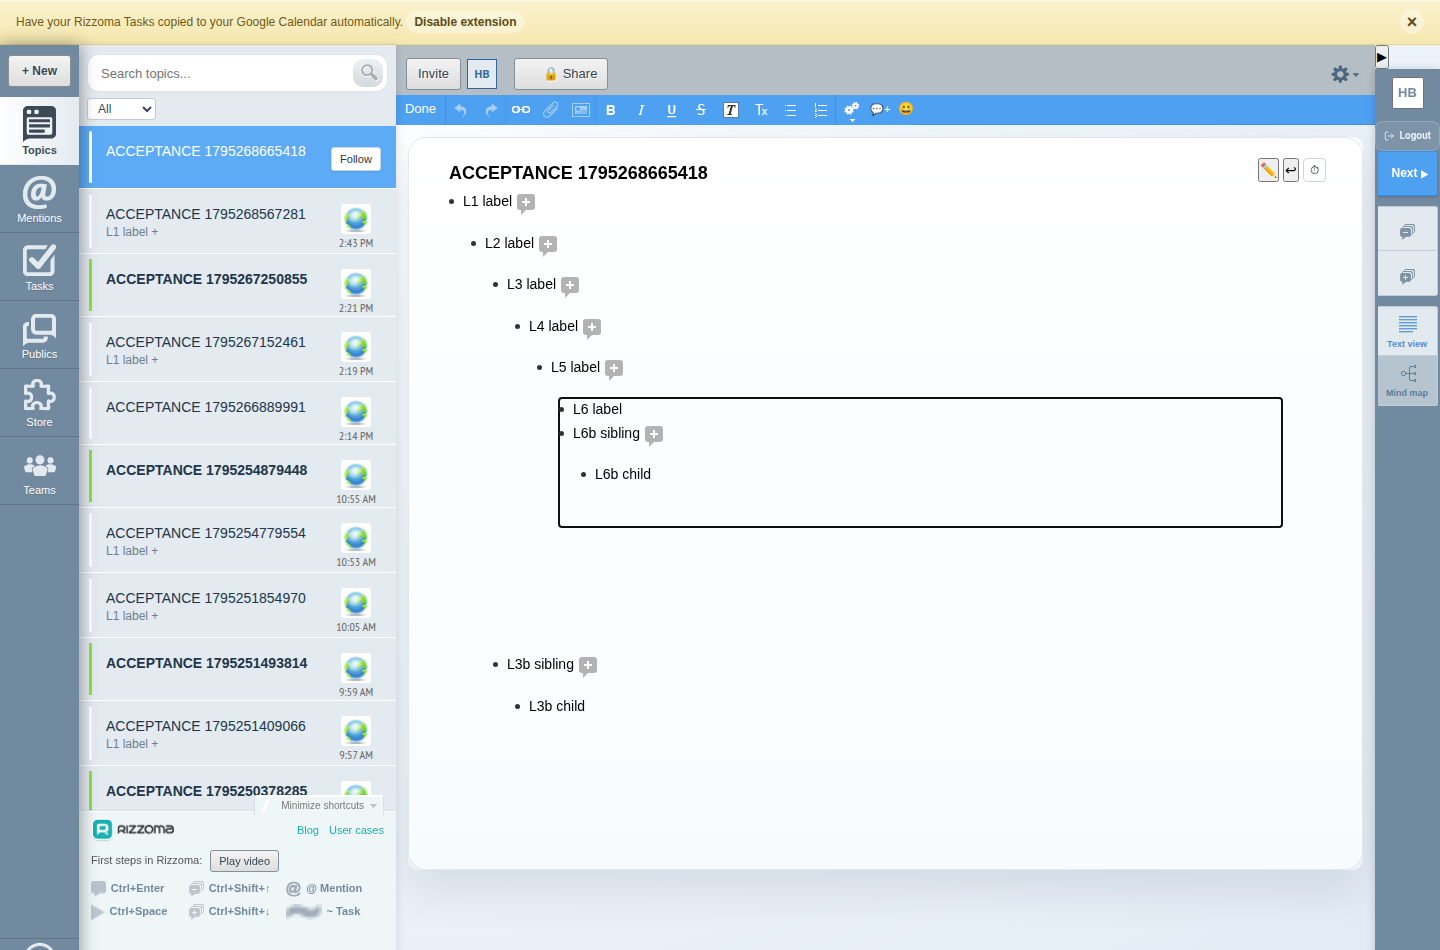 Have your Rizzoma Tasks copied to your Google Calendar automatically. Disable extension ✕
+ New
Topics
Mentions
Tasks
Publics
Store
Teams
Search topics...
All
ACCEPTANCE 1795268665418
Follow
ACCEPTANCE 1795268567281
L1 label +
2:43 PM
ACCEPTANCE 1795267250855
2:21 PM
ACCEPTANCE 1795267152461
L1 label +
2:19 PM
ACCEPTANCE 1795266889991
2:14 PM
ACCEPTANCE 1795254879448
10:55 AM
ACCEPTANCE 1795254779554
L1 label +
10:53 AM
ACCEPTANCE 1795251854970
L1 label +
10:05 AM
ACCEPTANCE 1795251493814
9:59 AM
ACCEPTANCE 1795251409066
L1 label +
9:57 AM
ACCEPTANCE 1795250378285
Minimize shortcuts
RIZZOMA
Blog User cases
First steps in Rizzoma: Play video
Ctrl+Enter Ctrl+Shift+↑ @ @ Mention
Ctrl+Space Ctrl+Shift+↓ ~ Task
Invite HB 🔒 Share
Done B I U S T Tx 💬+ 😀
ACCEPTANCE 1795268665418
L1 label
L2 label
L3 label
L4 label
L5 label
L6 label
L6b sibling
L6b child
L3b sibling
L3b child
▶
HB
Logout
Next ▶
Text view
Mind map